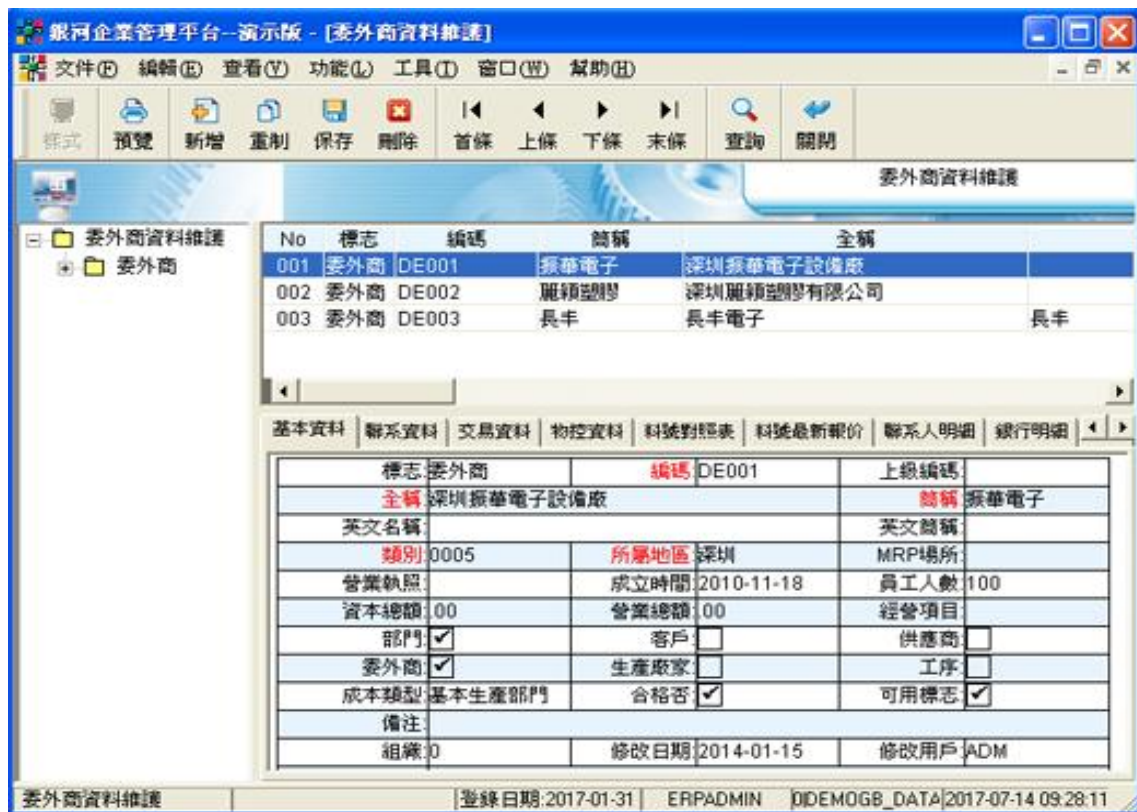 銀河企業管理平台--演示版 - [委外商資料維護]
文件(F) 編輯(E) 查看(V) 功能(L) 工具(T) 窗口(W) 幫助(H)
樣式 預覽 新增 重制 保存 刪除 首條 上條 下條 末條 查詢 關閉
委外商資料維護
委外商資料維護
委外商
No 標志 編碼 簡稱 全稱
001 委外商 DE001 振華電子 深圳振華電子設備廠
002 委外商 DE002 麗穎塑膠 深圳麗穎塑膠有限公司
003 委外商 DE003 長丰 長丰電子 長丰
基本資料 聯系資料 交易資料 物控資料 料號對照表 料號最新報价 聯系人明細 銀行明細
標志:委外商 編碼:DE001 上級編碼:
全稱:深圳振華電子設備廠 簡稱:振華電子
英文名稱: 英文簡稱:
類別:0005 所屬地區:深圳 MRP場所:
營業執照: 成立時間:2010-11-18 員工人數:100
資本總額:.00 營業總額:.00 經營項目:
部門: 客戶: 供應商:
委外商: 生產廠家: 工序:
成本類型:基本生產部門 合格否: 可用標志:
備注:
組織:0 修改日期:2014-01-15 修改用戶:ADM
委外商資料維護 登錄日期:2017-01-31 ERPADMIN DEMOGB_DATA 2017-07-14 09:28:11